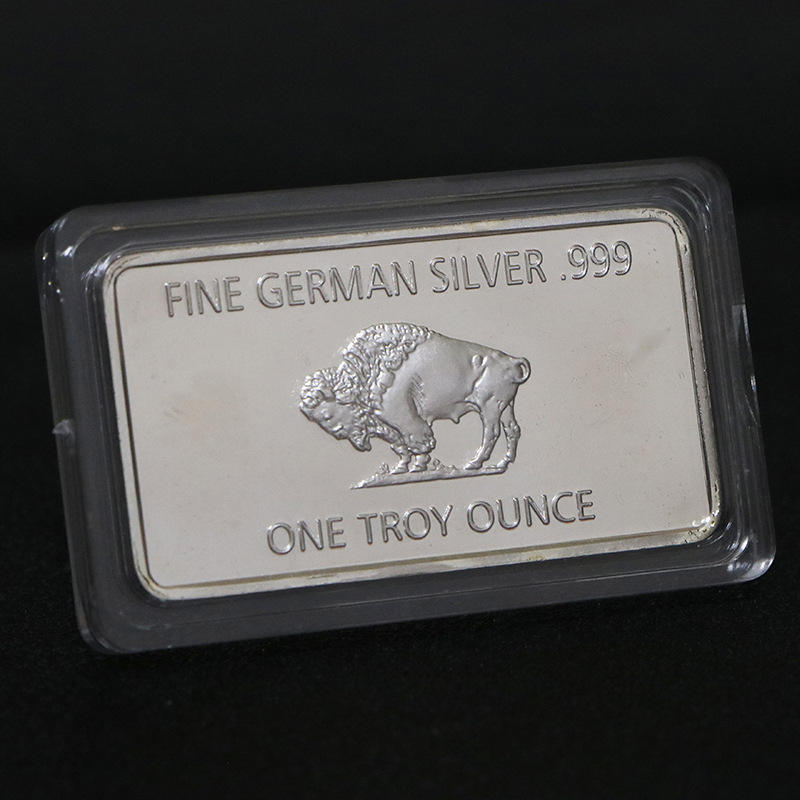 FINE GERMAN SILVER .999
ONE TROY OUNCE